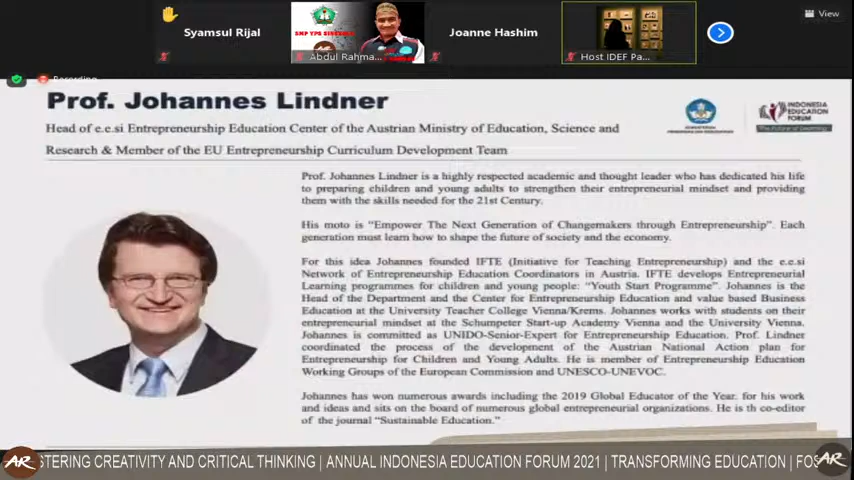 View
Syamsul Rijal
SMP YPS SINGKOLE
Abdul Rahma...
Joanne Hashim
Host IDEF Pa...
Recording
Prof. Johannes Lindner
Head of e.e.si Entrepreneurship Education Center of the Austrian Ministry of Education, Science and
Research & Member of the EU Entrepreneurship Curriculum Development Team
INDONESIA
EDUCATION
FORUM
The Future of Learning
Prof. Johannes Lindner is a highly respected academic and thought leader who has dedicated his life
to preparing children and young adults to strengthen their entrepreneurial mindset and providing
them with the skills needed for the 21st Century.
His moto is “Empower The Next Generation of Changemakers through Entrepreneurship”. Each
generation must learn how to shape the future of society and the economy.
For this idea Johannes founded IFTE (Initiative for Teaching Entrepreneurship) and the e.e.si
Network of Entrepreneurship Education Coordinators in Austria. IFTE develops Entrepreneurial
Learning programmes for children and young people: “Youth Start Programme”. Johannes is the
Head of the Department and the Center for Entrepreneurship Education and value based Business
Education at the University Teacher College Vienna/Krems. Johannes works with students on their
entrepreneurial mindset at the Schumpeter Start-up Academy Vienna and the University Vienna.
Johannes is committed as UNIDO-Senior-Expert for Entrepreneurship Education. Prof. Lindner
coordinated the process of the development of the Austrian National Action plan for
Entrepreneurship for Children and Young Adults. He is member of Entrepreneurship Education
Working Groups of the European Commission and UNESCO-UNEVOC.
Johannes has won numerous awards including the 2019 Global Educator of the Year. for his work
and ideas and sits on the board of numerous global entrepreneurial organizations. He is th co-editor
of the journal “Sustainable Education.”
AR
STERING CREATIVITY AND CRITICAL THINKING | ANNUAL INDONESIA EDUCATION FORUM 2021 | TRANSFORMING EDUCATION | FOS
AR